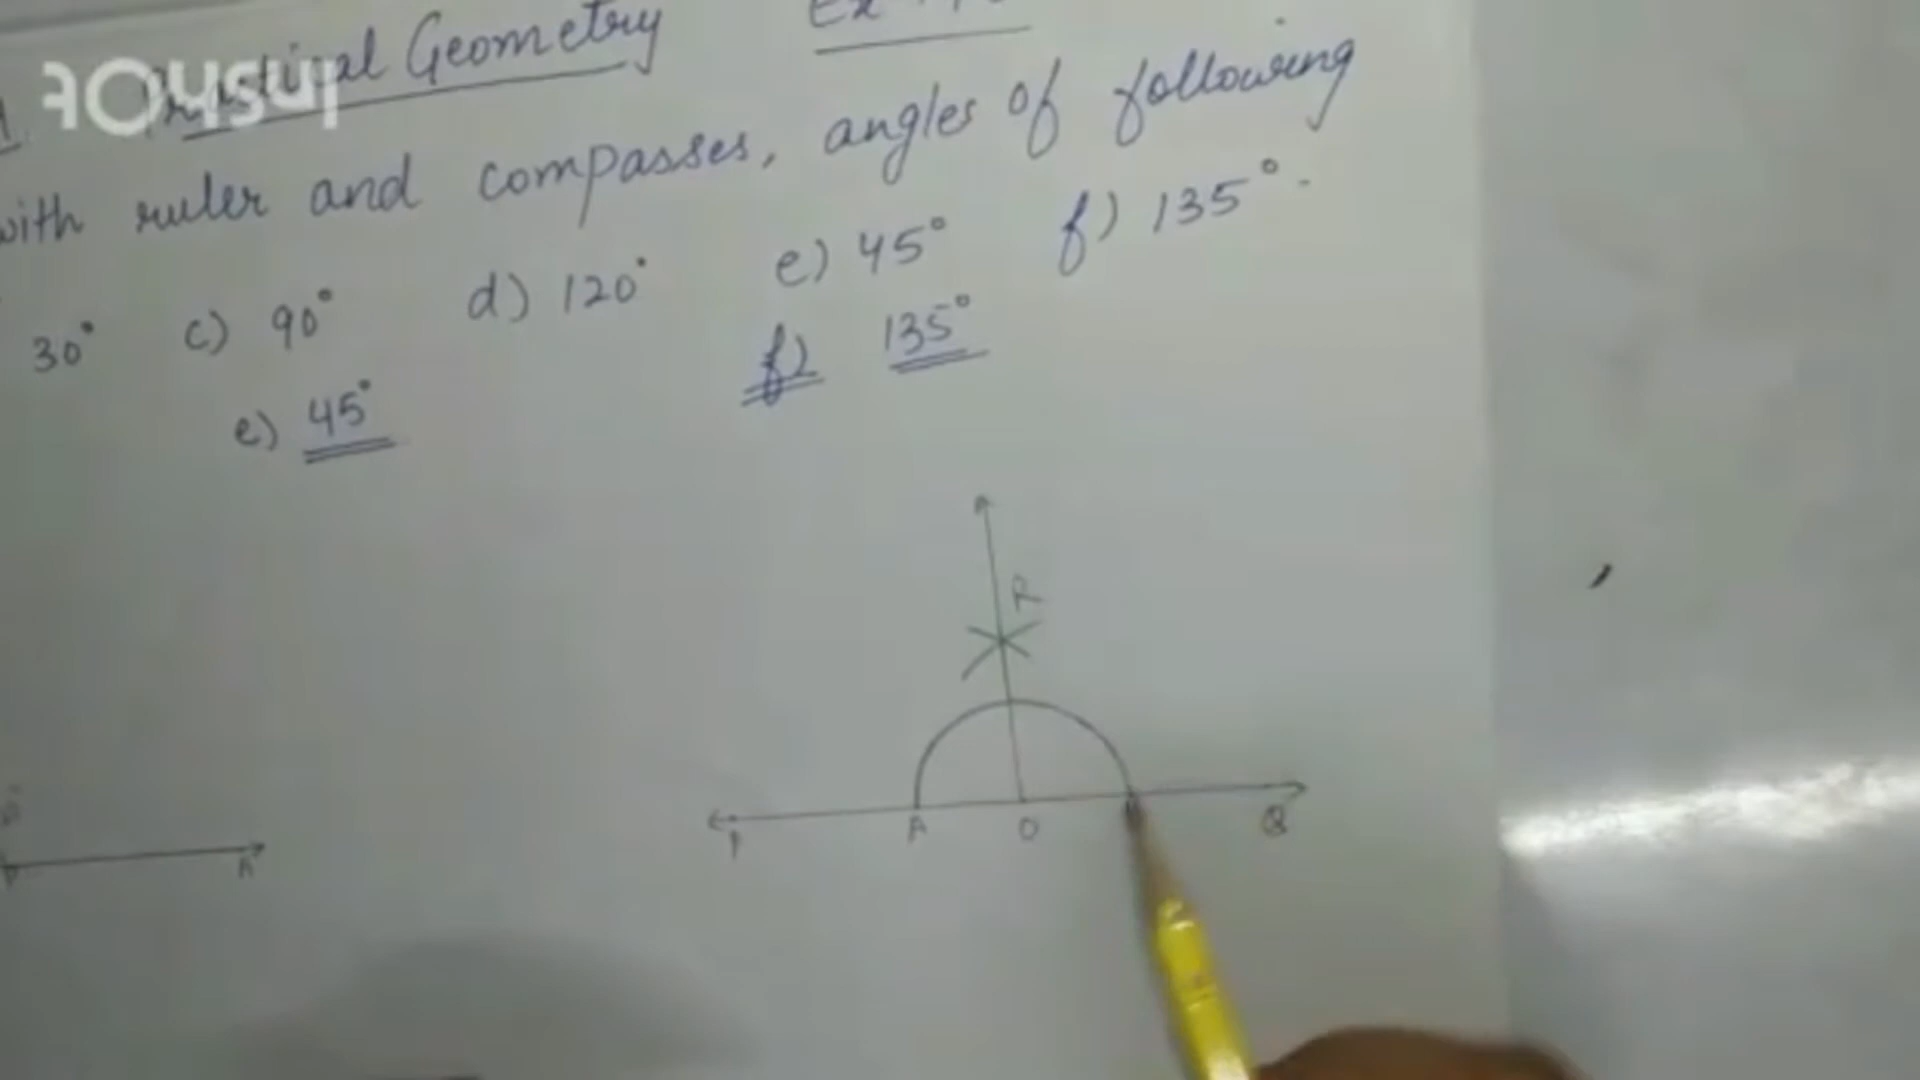 Practical Geometry
with ruler and compasses, angles of following
30° c) 90° d) 120° e) 45° f) 135°.
e) 45° f) 135°
A O Q